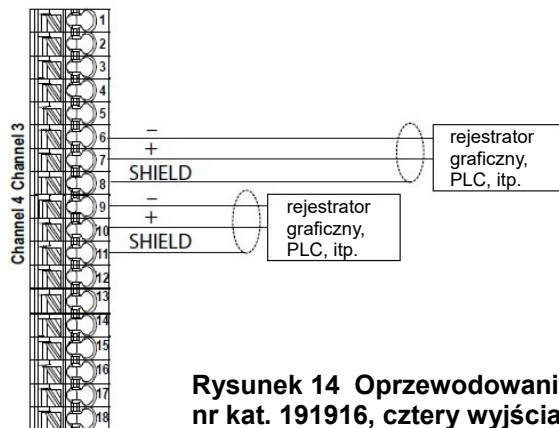 Channel 4 Channel 3
1
2
3
4
5
6
7
8
9
10
11
12
13
14
15
16
17
18
−
+
SHIELD
rejestrator
graficzny,
PLC, itp.
−
+
SHIELD
rejestrator
graficzny,
PLC, itp.
Rysunek 14 Oprzewodowani
nr kat. 191916, cztery wyjścia